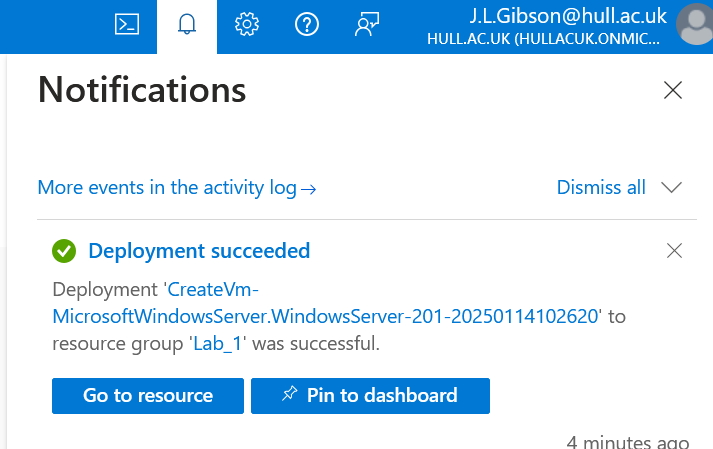 J.L.Gibson@hull.ac.uk
HULL.AC.UK (HULLACUK.ONMIC...
Notifications
More events in the activity log→
Dismiss all
Deployment succeeded
Deployment 'CreateVm-
MicrosoftWindowsServer.WindowsServer-201-20250114102620' to
resource group 'Lab_1' was successful.
Go to resource
Pin to dashboard
4 minutes ago